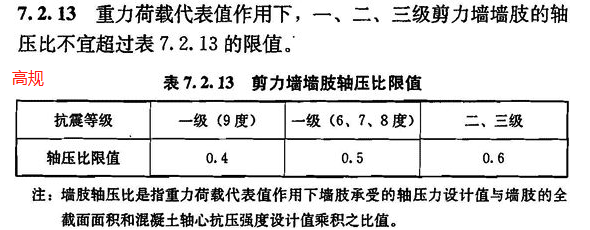 7.2.13 重力荷载代表值作用下，一、二、三级剪力墙墙肢的轴
压比不宜超过表 7.2.13 的限值。
高规
表 7.2.13 剪力墙墙肢轴压比限值
抗震等级 一级（9度） 一级（6、7、8度） 二、三级
轴压比限值 0.4 0.5 0.6
注：墙肢轴压比是指重力荷载代表值作用下墙肢承受的轴压力设计值与墙肢的全
截面面积和混凝土轴心抗压强度设计值乘积之比值。